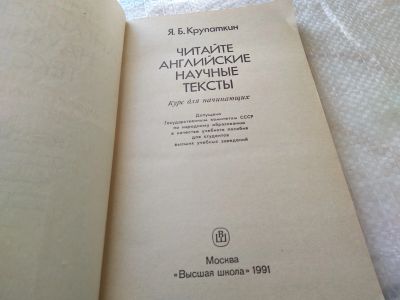 Я. Б. Крупаткин
ЧИТАЙТЕ
АНГЛИЙСКИЕ
НАУЧНЫЕ
ТЕКСТЫ
Курс для начинающих
Допущено
Государственным комитетом СССР
по народному образованию
в качестве учебного пособия
для студентов
высших учебных заведений
Москва
«Высшая школа» 1991